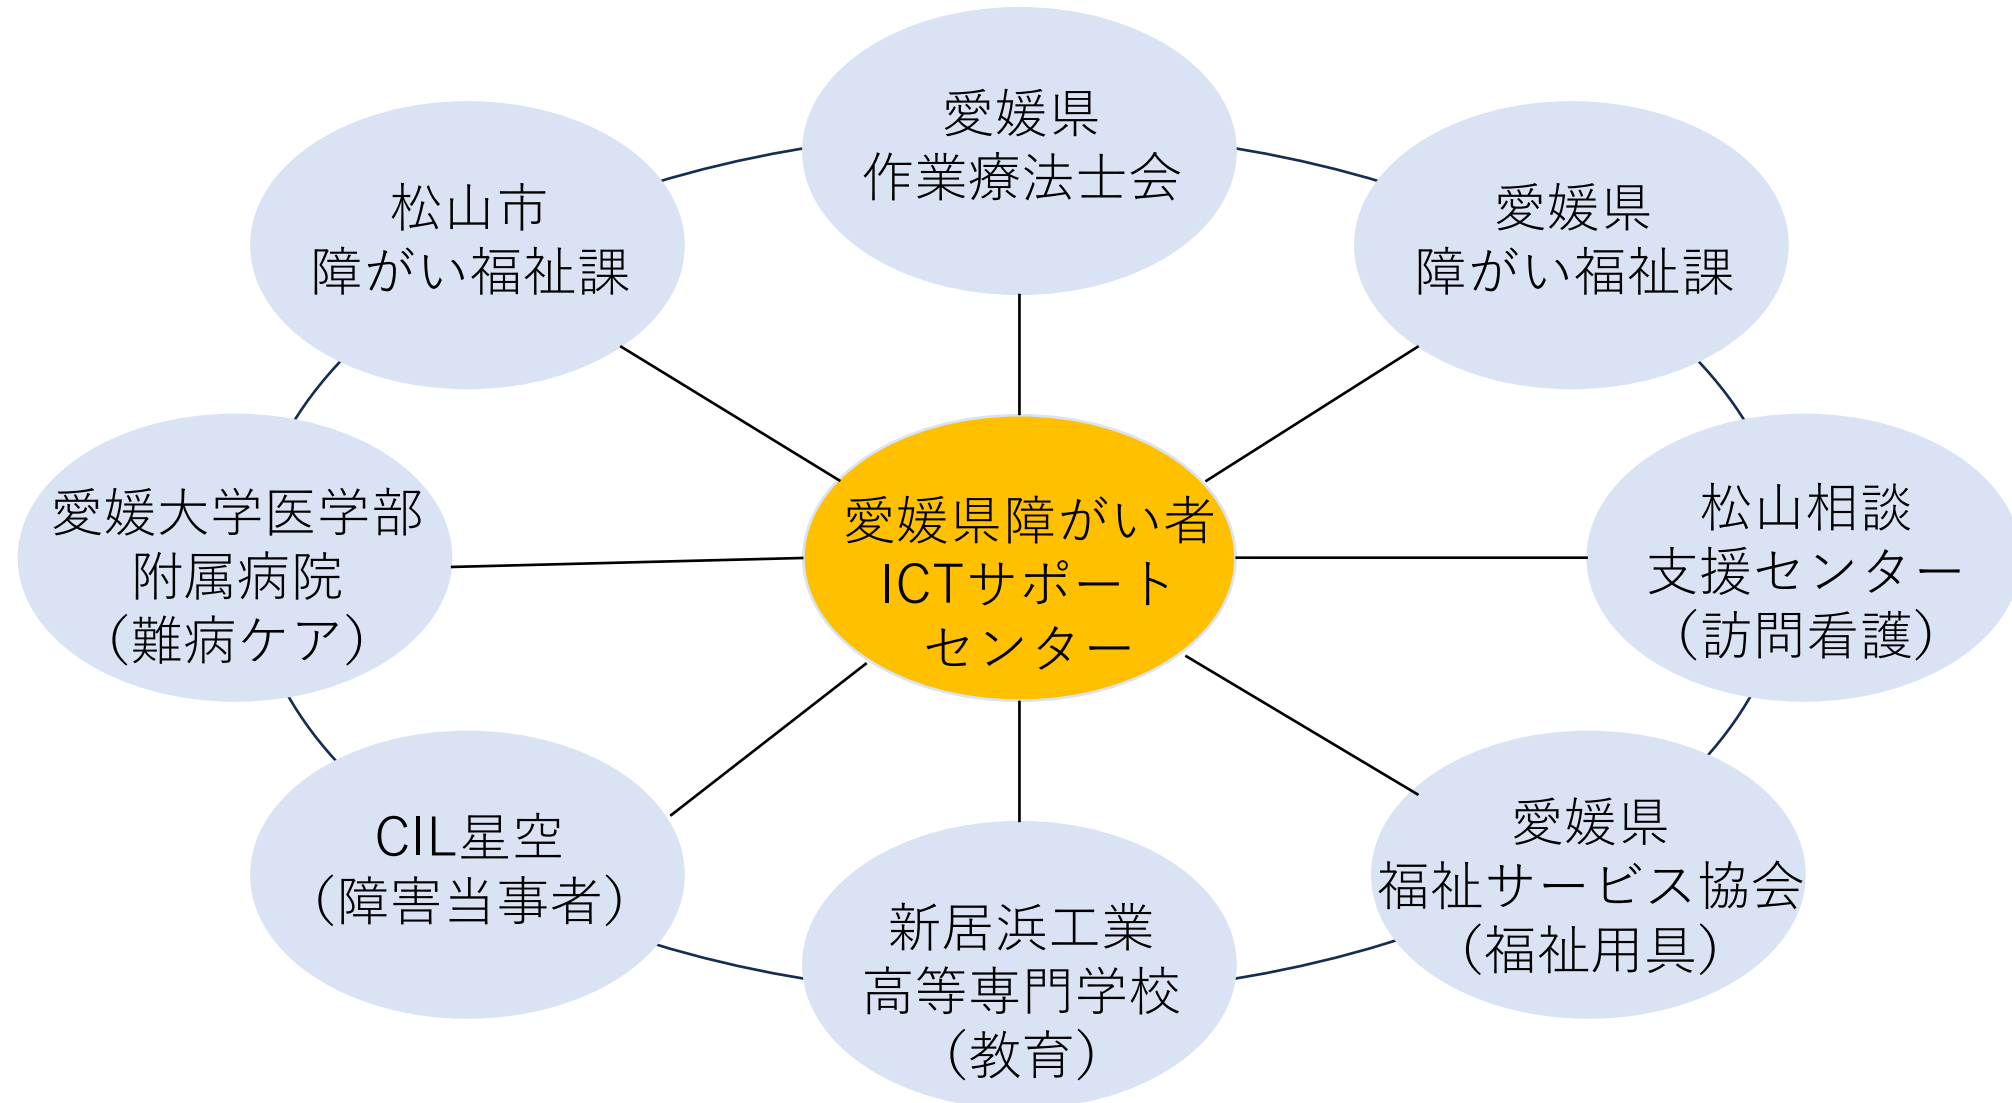 愛媛県
作業療法士会
松山市
障がい福祉課
愛媛県
障がい福祉課
愛媛大学医学部
附属病院
（難病ケア）
愛媛県障がい者
ICTサポート
センター
松山相談
支援センター
（訪問看護）
CIL星空
（障害当事者）
愛媛県
福祉サービス協会
（福祉用具）
新居浜工業
高等専門学校
（教育）